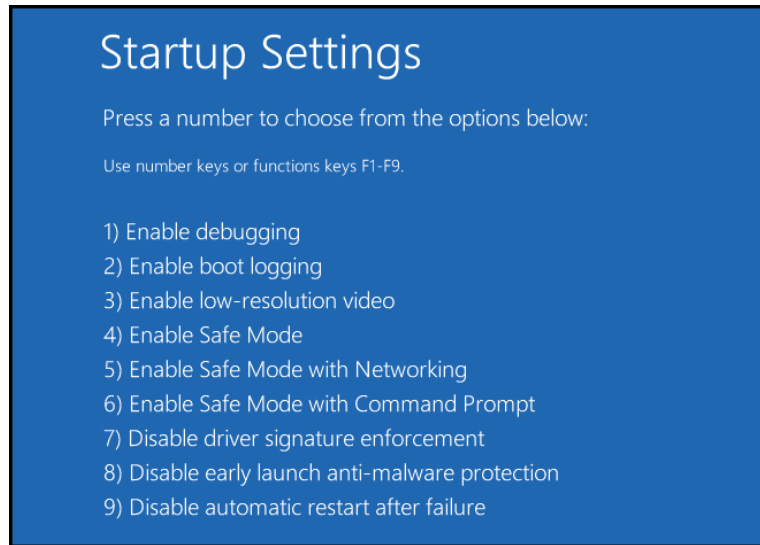 Startup Settings
Press a number to choose from the options below:
Use number keys or functions keys F1-F9.
1) Enable debugging
2) Enable boot logging
3) Enable low-resolution video
4) Enable Safe Mode
5) Enable Safe Mode with Networking
6) Enable Safe Mode with Command Prompt
7) Disable driver signature enforcement
8) Disable early launch anti-malware protection
9) Disable automatic restart after failure